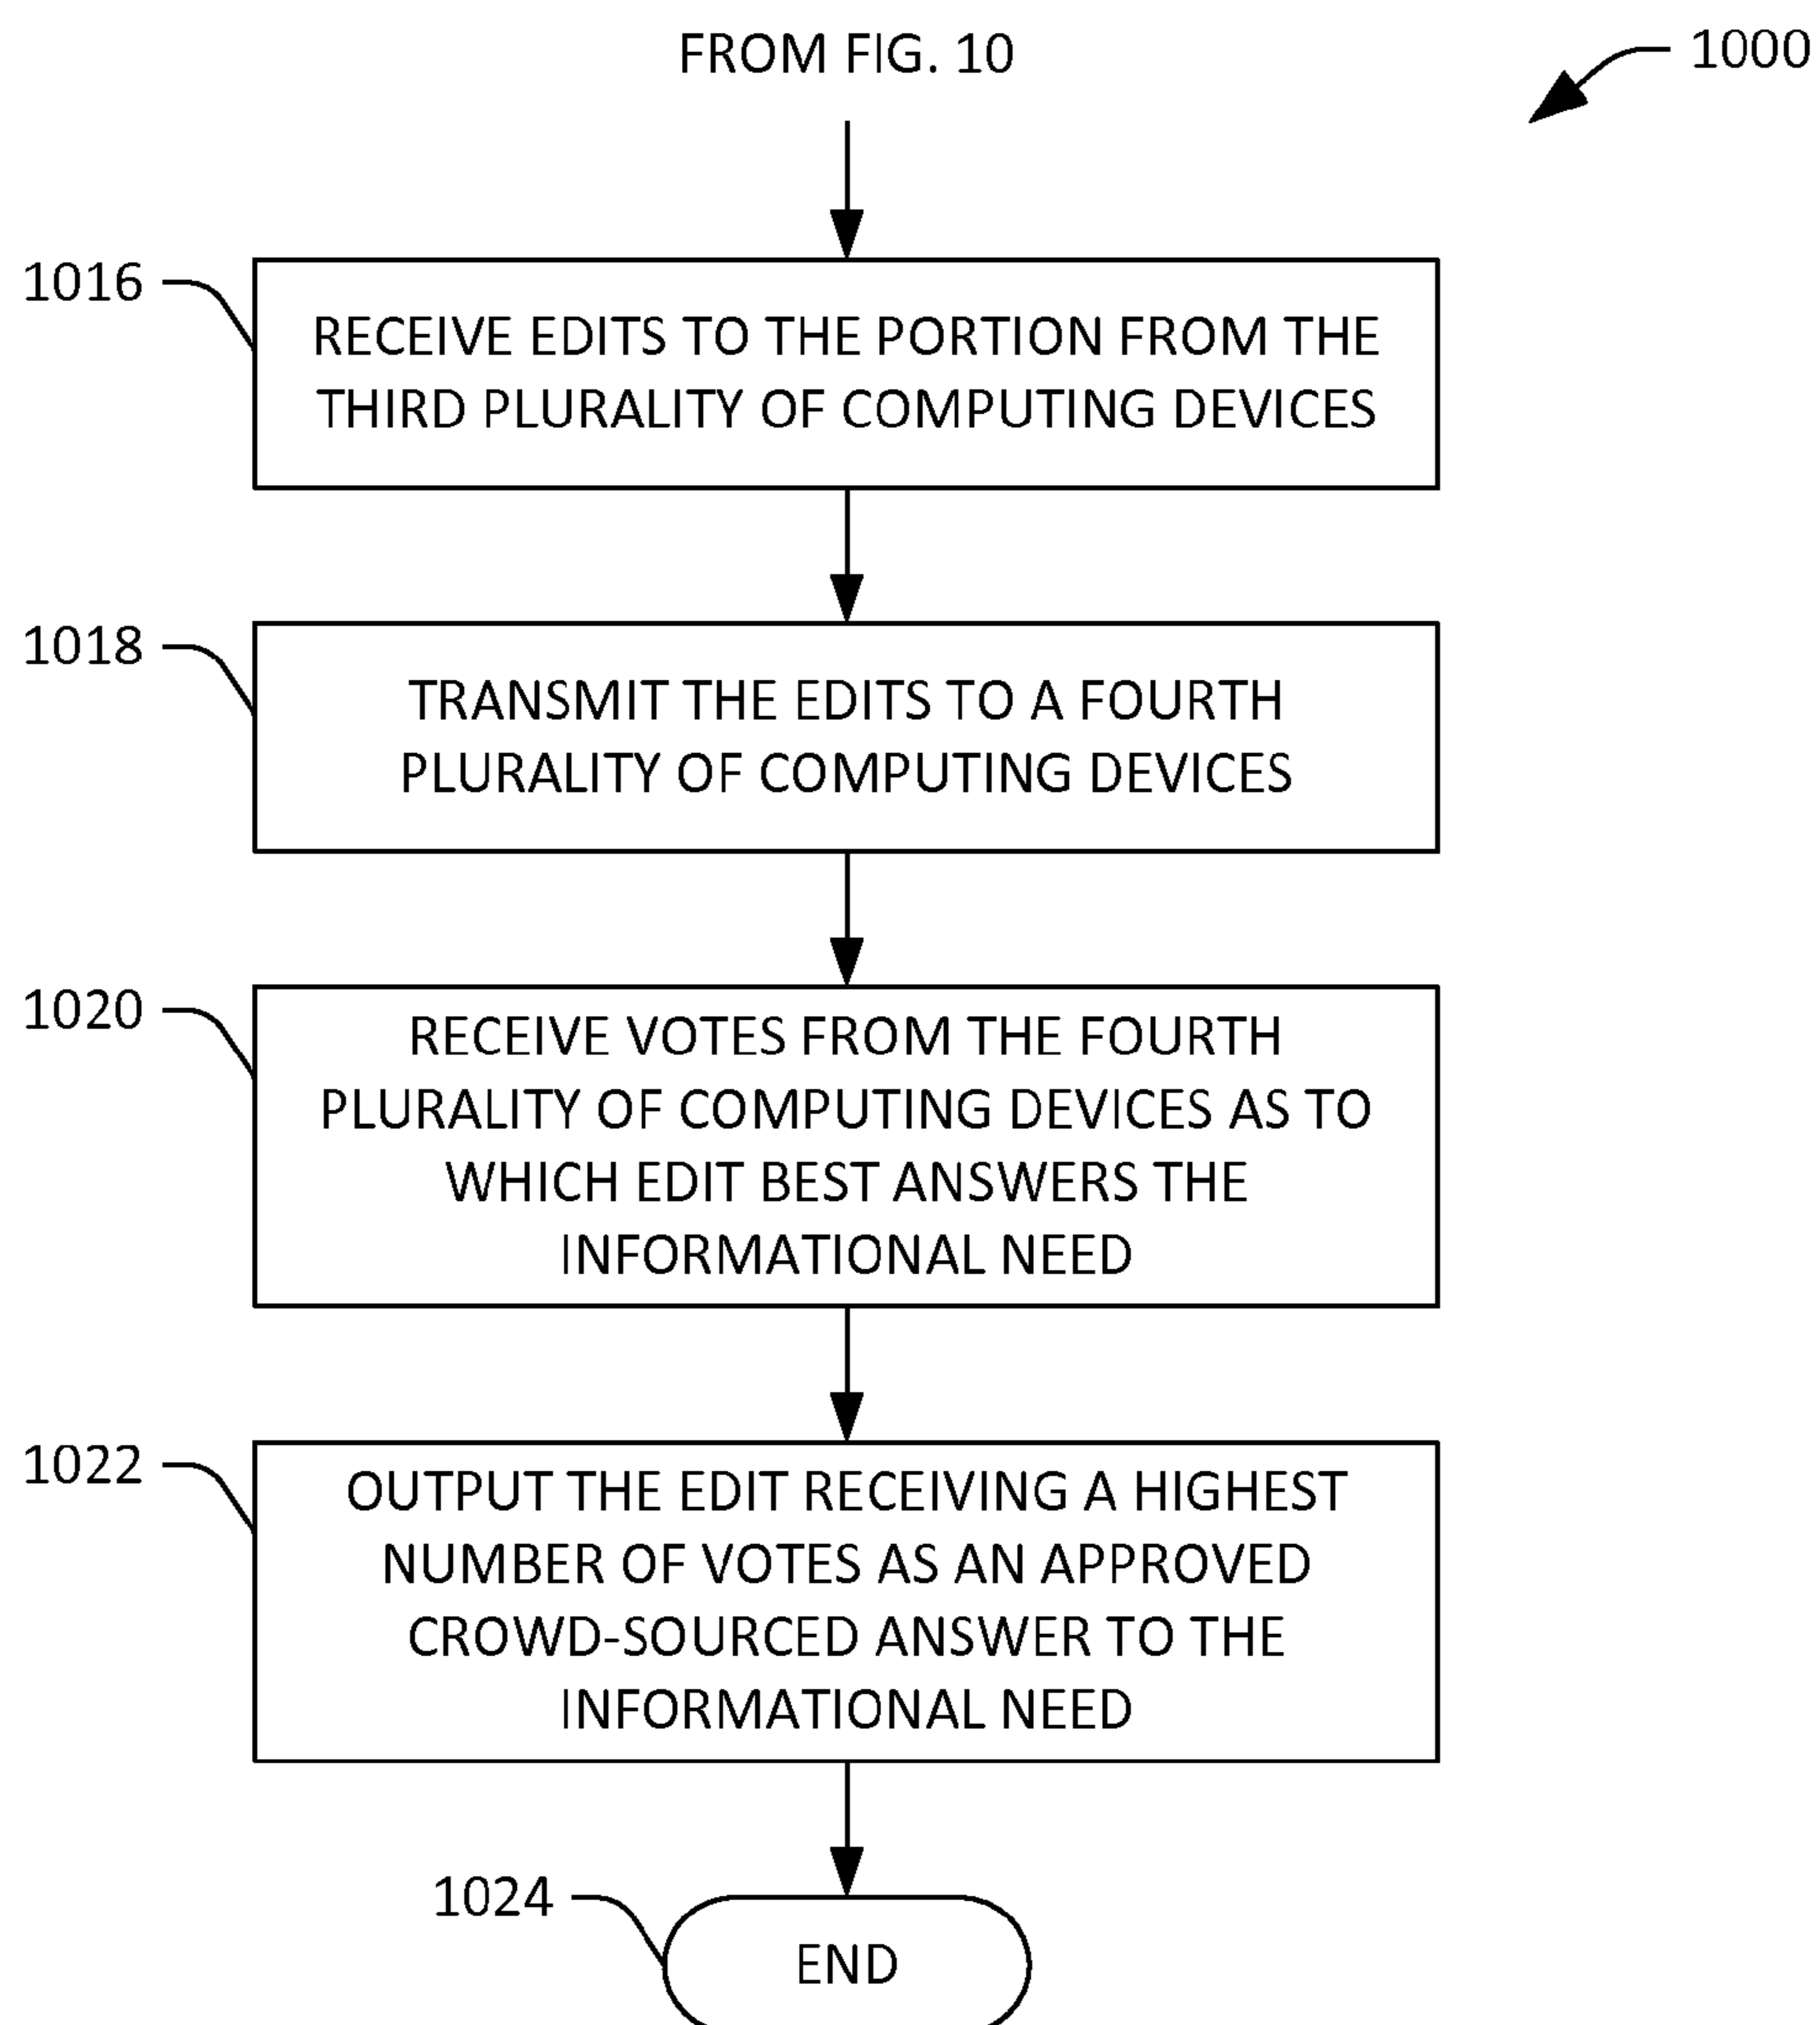 FROM FIG. 10
1000
1016
RECEIVE EDITS TO THE PORTION FROM THE
THIRD PLURALITY OF COMPUTING DEVICES
1018
TRANSMIT THE EDITS TO A FOURTH
PLURALITY OF COMPUTING DEVICES
1020
RECEIVE VOTES FROM THE FOURTH
PLURALITY OF COMPUTING DEVICES AS TO
WHICH EDIT BEST ANSWERS THE
INFORMATIONAL NEED
1022
OUTPUT THE EDIT RECEIVING A HIGHEST
NUMBER OF VOTES AS AN APPROVED
CROWD-SOURCED ANSWER TO THE
INFORMATIONAL NEED
1024
END